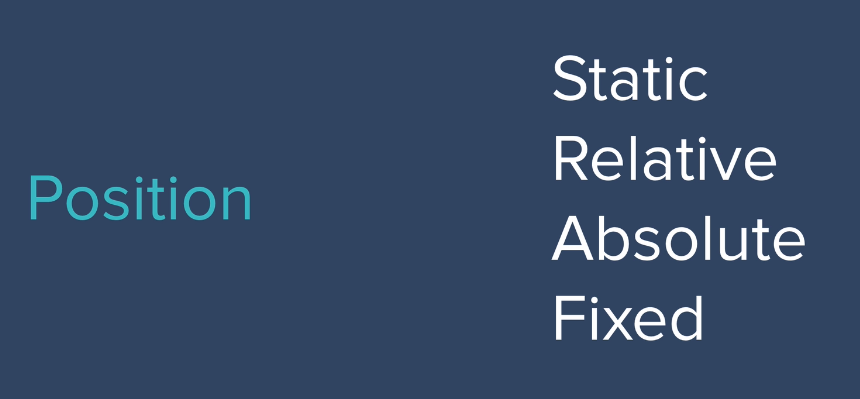 Position
Static
Relative
Absolute
Fixed